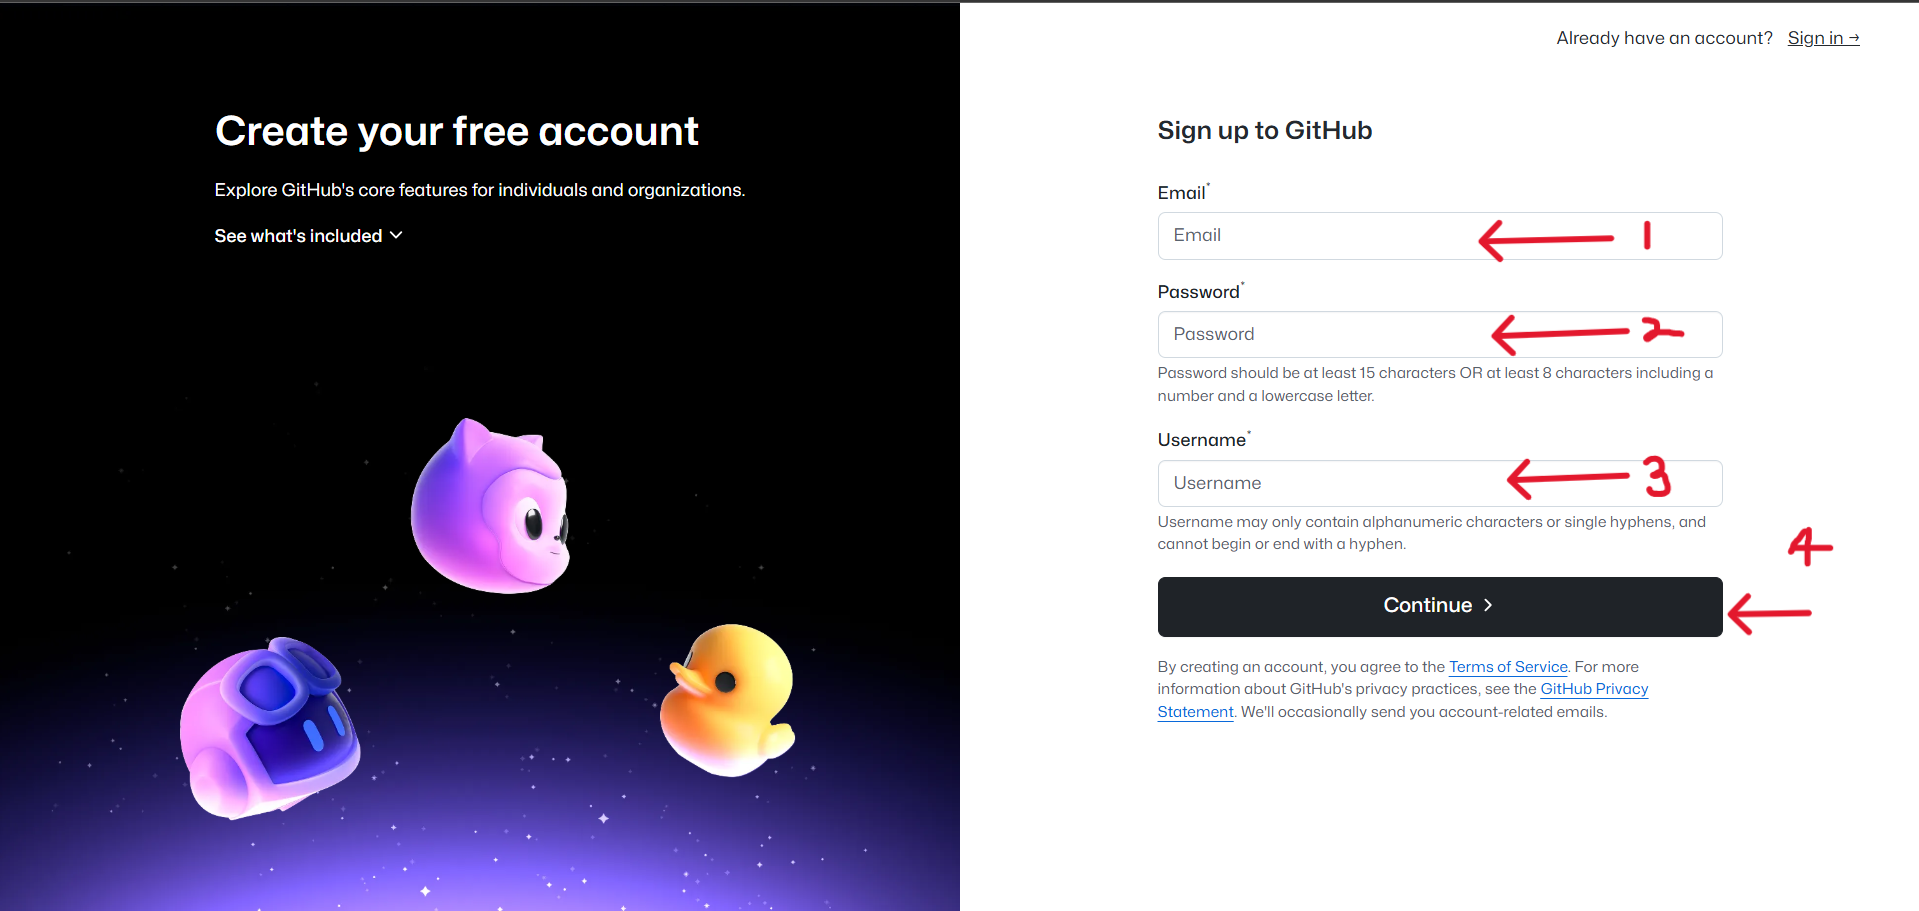 Already have an account? Sign in →
Create your free account
Explore GitHub's core features for individuals and organizations.
See what's included
Sign up to GitHub
Email*
Email 1
Password*
Password 2
Password should be at least 15 characters OR at least 8 characters including a
number and a lowercase letter.
Username*
Username 3
Username may only contain alphanumeric characters or single hyphens, and
cannot begin or end with a hyphen.
4
Continue >
By creating an account, you agree to the Terms of Service. For more
information about GitHub's privacy practices, see the GitHub Privacy
Statement. We'll occasionally send you account-related emails.